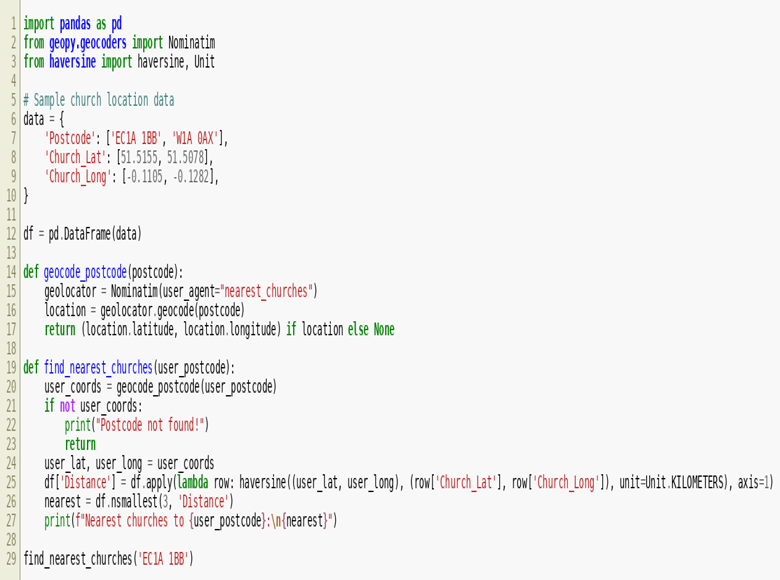 1 import pandas as pd
2 from geopy.geocoders import Nominatim
3 from haversine import haversine, Unit
4
5 # Sample church location data
6 data = {
7     'Postcode': ['EC1A 1BB', 'W1A 0AX'],
8     'Church_Lat': [51.5155, 51.5078],
9     'Church_Long': [-0.1105, -0.1282],
10 }
11
12 df = pd.DataFrame(data)
13
14 def geocode_postcode(postcode):
15     geolocator = Nominatim(user_agent="nearest_churches")
16     location = geolocator.geocode(postcode)
17     return (location.latitude, location.longitude) if location else None
18
19 def find_nearest_churches(user_postcode):
20     user_coords = geocode_postcode(user_postcode)
21     if not user_coords:
22         print("Postcode not found!")
23         return
24     user_lat, user_long = user_coords
25     df['Distance'] = df.apply(lambda row: haversine((user_lat, user_long), (row['Church_Lat'], row['Church_Long']), unit=Unit.KILOMETERS), axis=1)
26     nearest = df.nsmallest(3, 'Distance')
27     print(f"Nearest churches to {user_postcode}:\n{nearest}")
28
29 find_nearest_churches('EC1A 1BB')